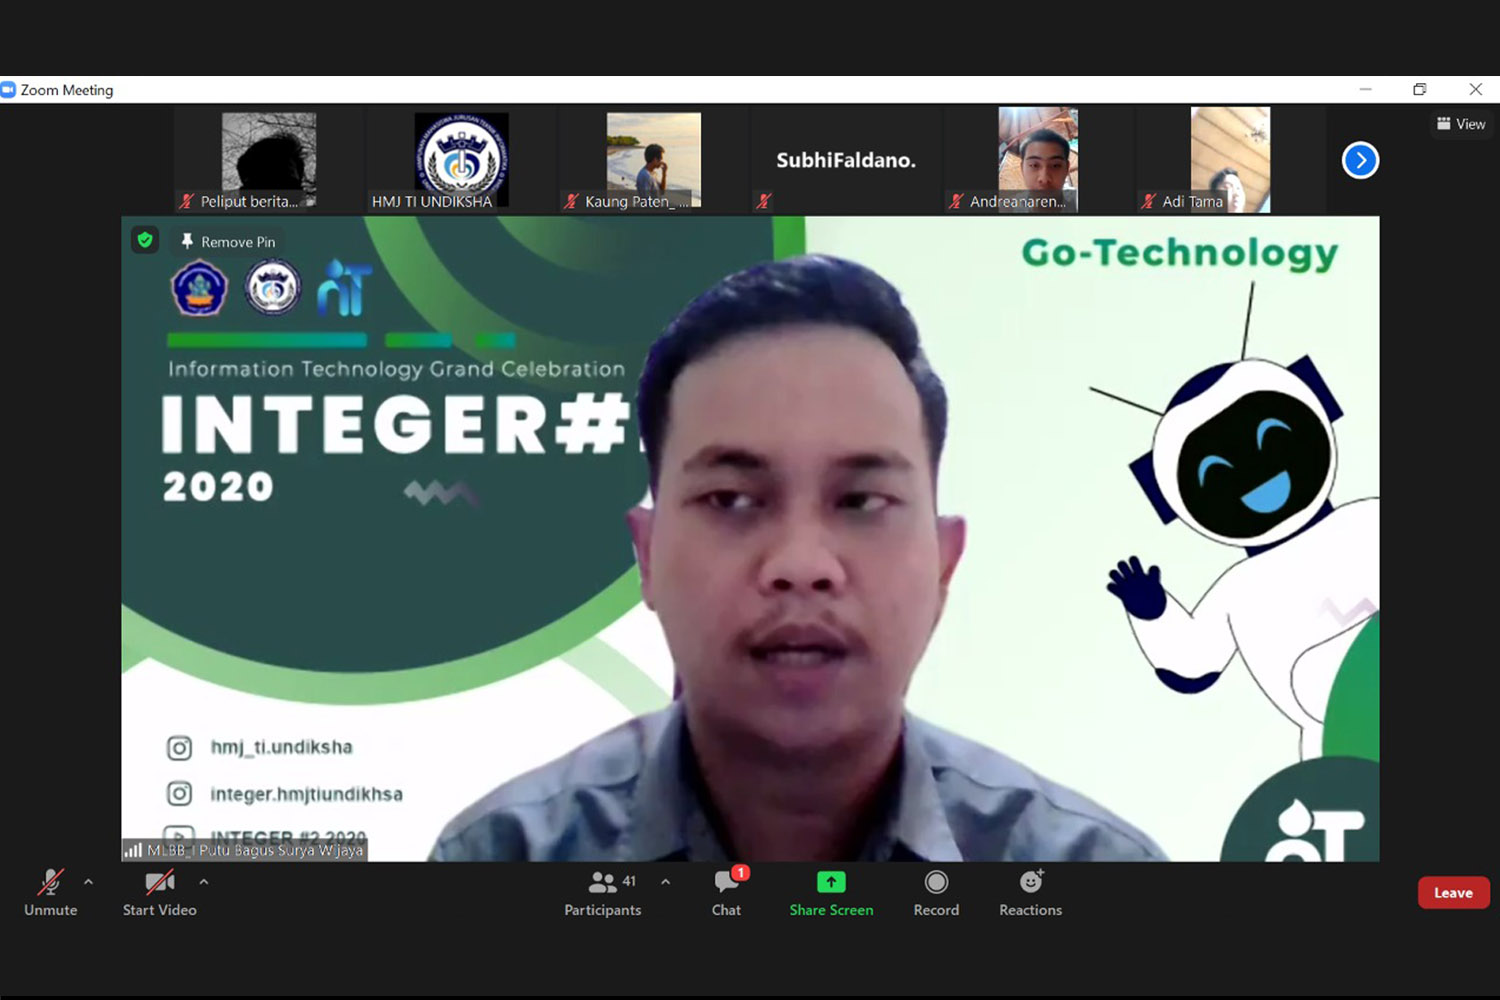 Zoom Meeting
View
Peliput berita...
HMJ TI UNDIKSHA
Kaung Paten_ ...
SubhiFaldano.
Andreanaren...
Adi Tama
Remove Pin
Go-Technology
Information Technology Grand Celebration
INTEGER#
2020
hmj_ti.undiksha
integer.hmjtiundikhsa
INTEGER #2 2020
MLBB_I Putu Bagus Surya Wijaya
Unmute
Start Video
41
Participants
1
Chat
Share Screen
Record
Reactions
Leave